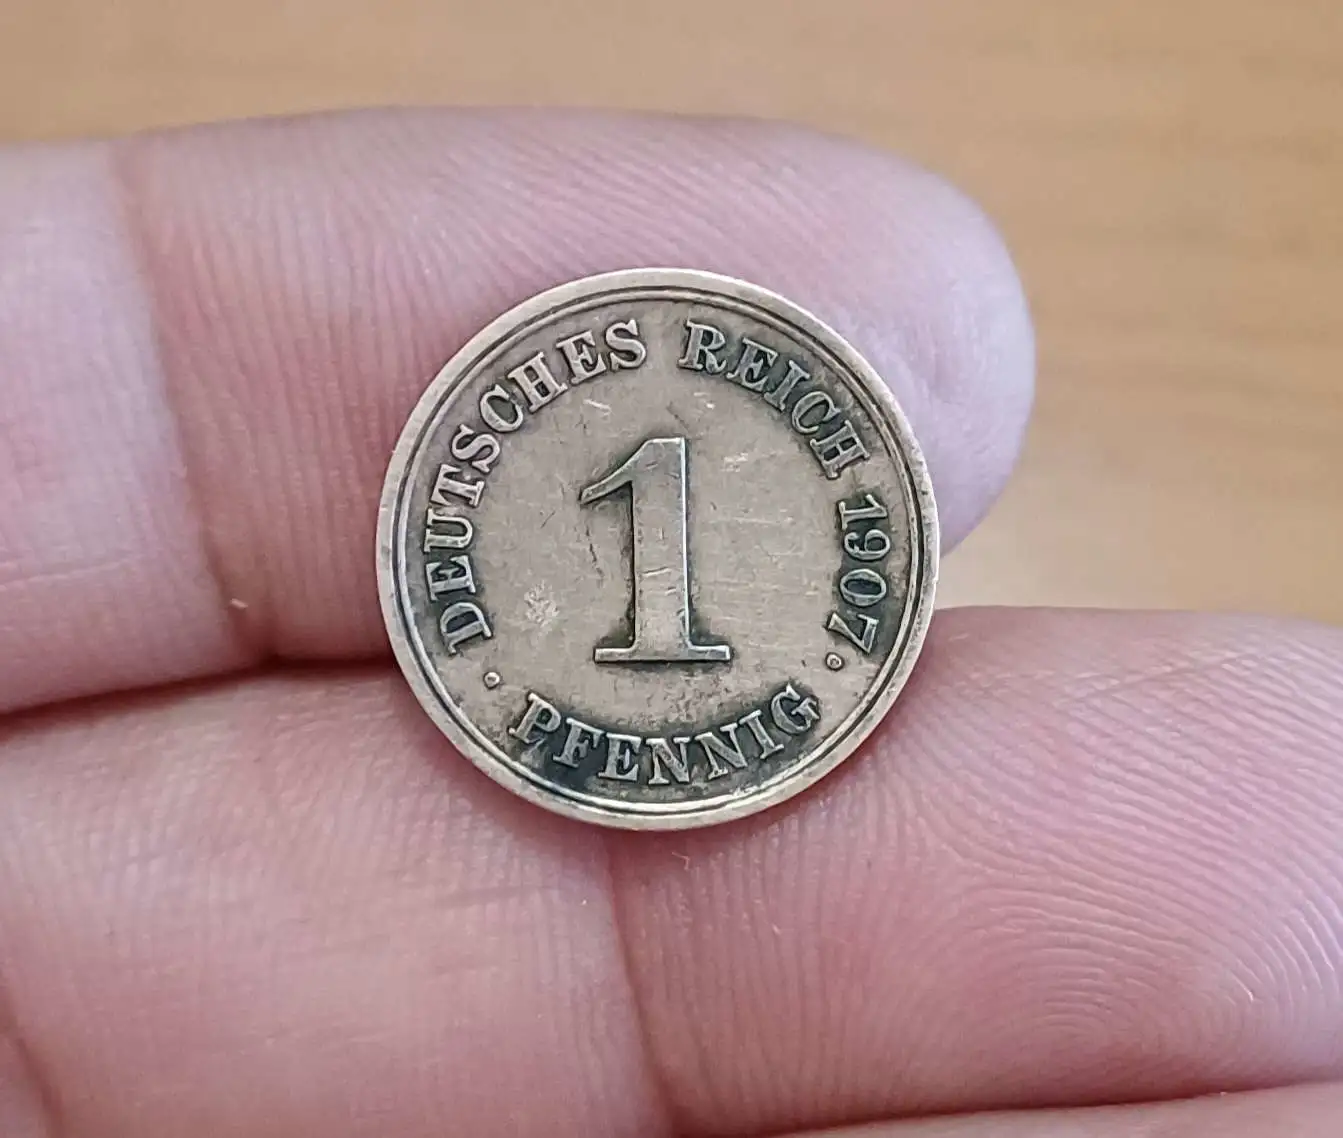 DEUTSCHES REICH 1907
1
• PFENNIG •